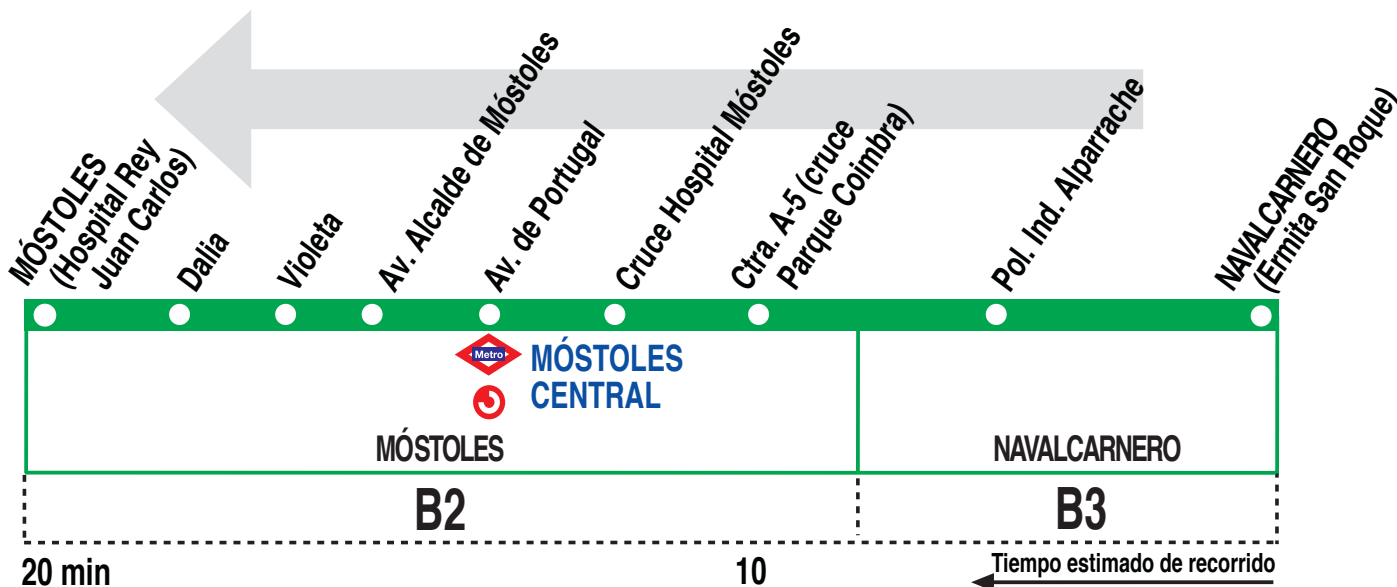 MÓSTOLES
(Hospital Rey
Juan Carlos)
Dalia
Violeta
Av. Alcalde de Móstoles
Av. de Portugal
Cruce Hospital Móstoles
Ctra. A-5 (cruce
Parque Coimbra)
Pol. Ind. Alparrache
NAVALCARNERO
(Ermita San Roque)
Metro
MÓSTOLES
CENTRAL
MÓSTOLES
NAVALCARNERO
B2
B3
20 min
10
Tiempo estimado de recorrido